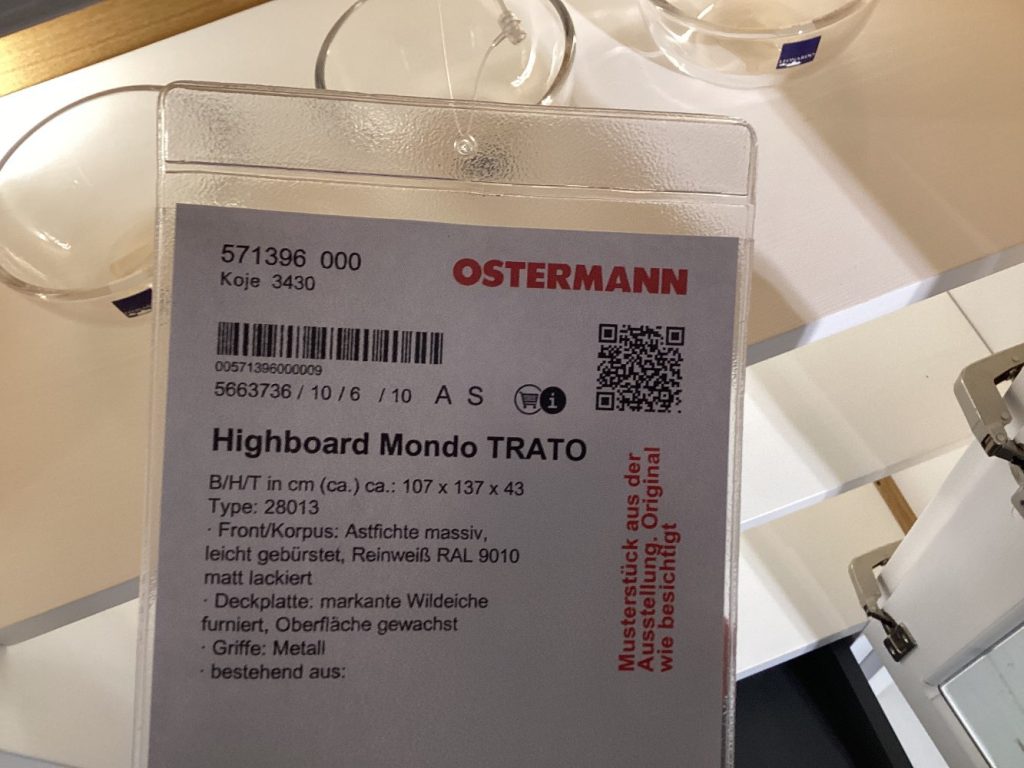 571396 000
Koje 3430
OSTERMANN
00571396000009
5663736 / 10 / 6 / 10 A S
i
Highboard Mondo TRATO
B/H/T in cm (ca.) ca.: 107 x 137 x 43
Type: 28013
· Front/Korpus: Astfichte massiv,
leicht gebürstet, Reinweiß RAL 9010
matt lackiert
· Deckplatte: markante Wildeiche
furniert, Oberfläche gewachst
· Griffe: Metall
· bestehend aus:
Musterstück aus der
Ausstellung. Original
wie besichtigt
LEONARDO